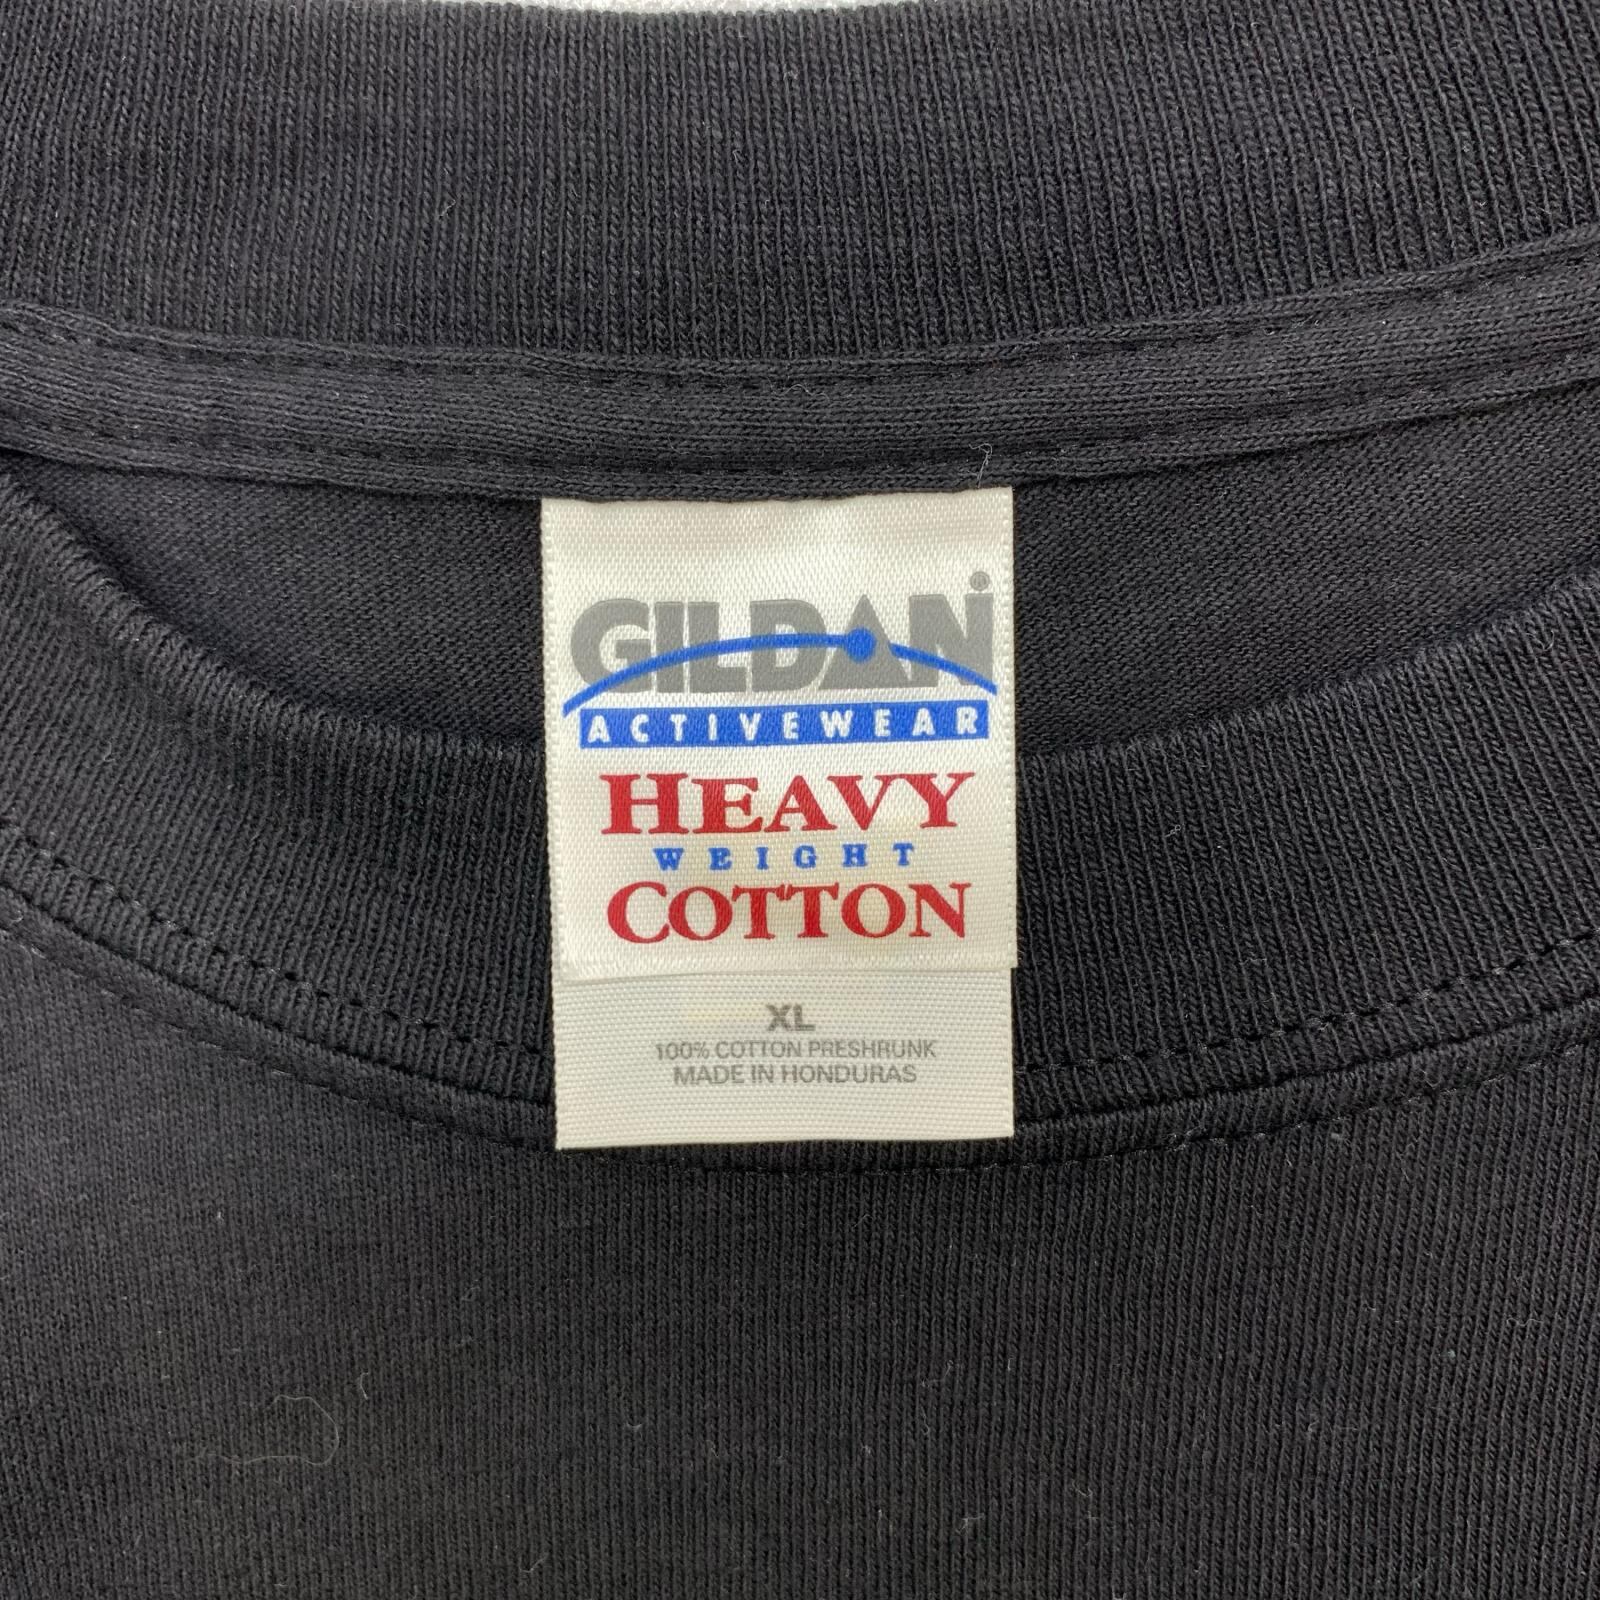 GILDAN®
ACTIVEWEAR
HEAVY
WEIGHT
COTTON
XL
100% COTTON PRESHRUNK
MADE IN HONDURAS